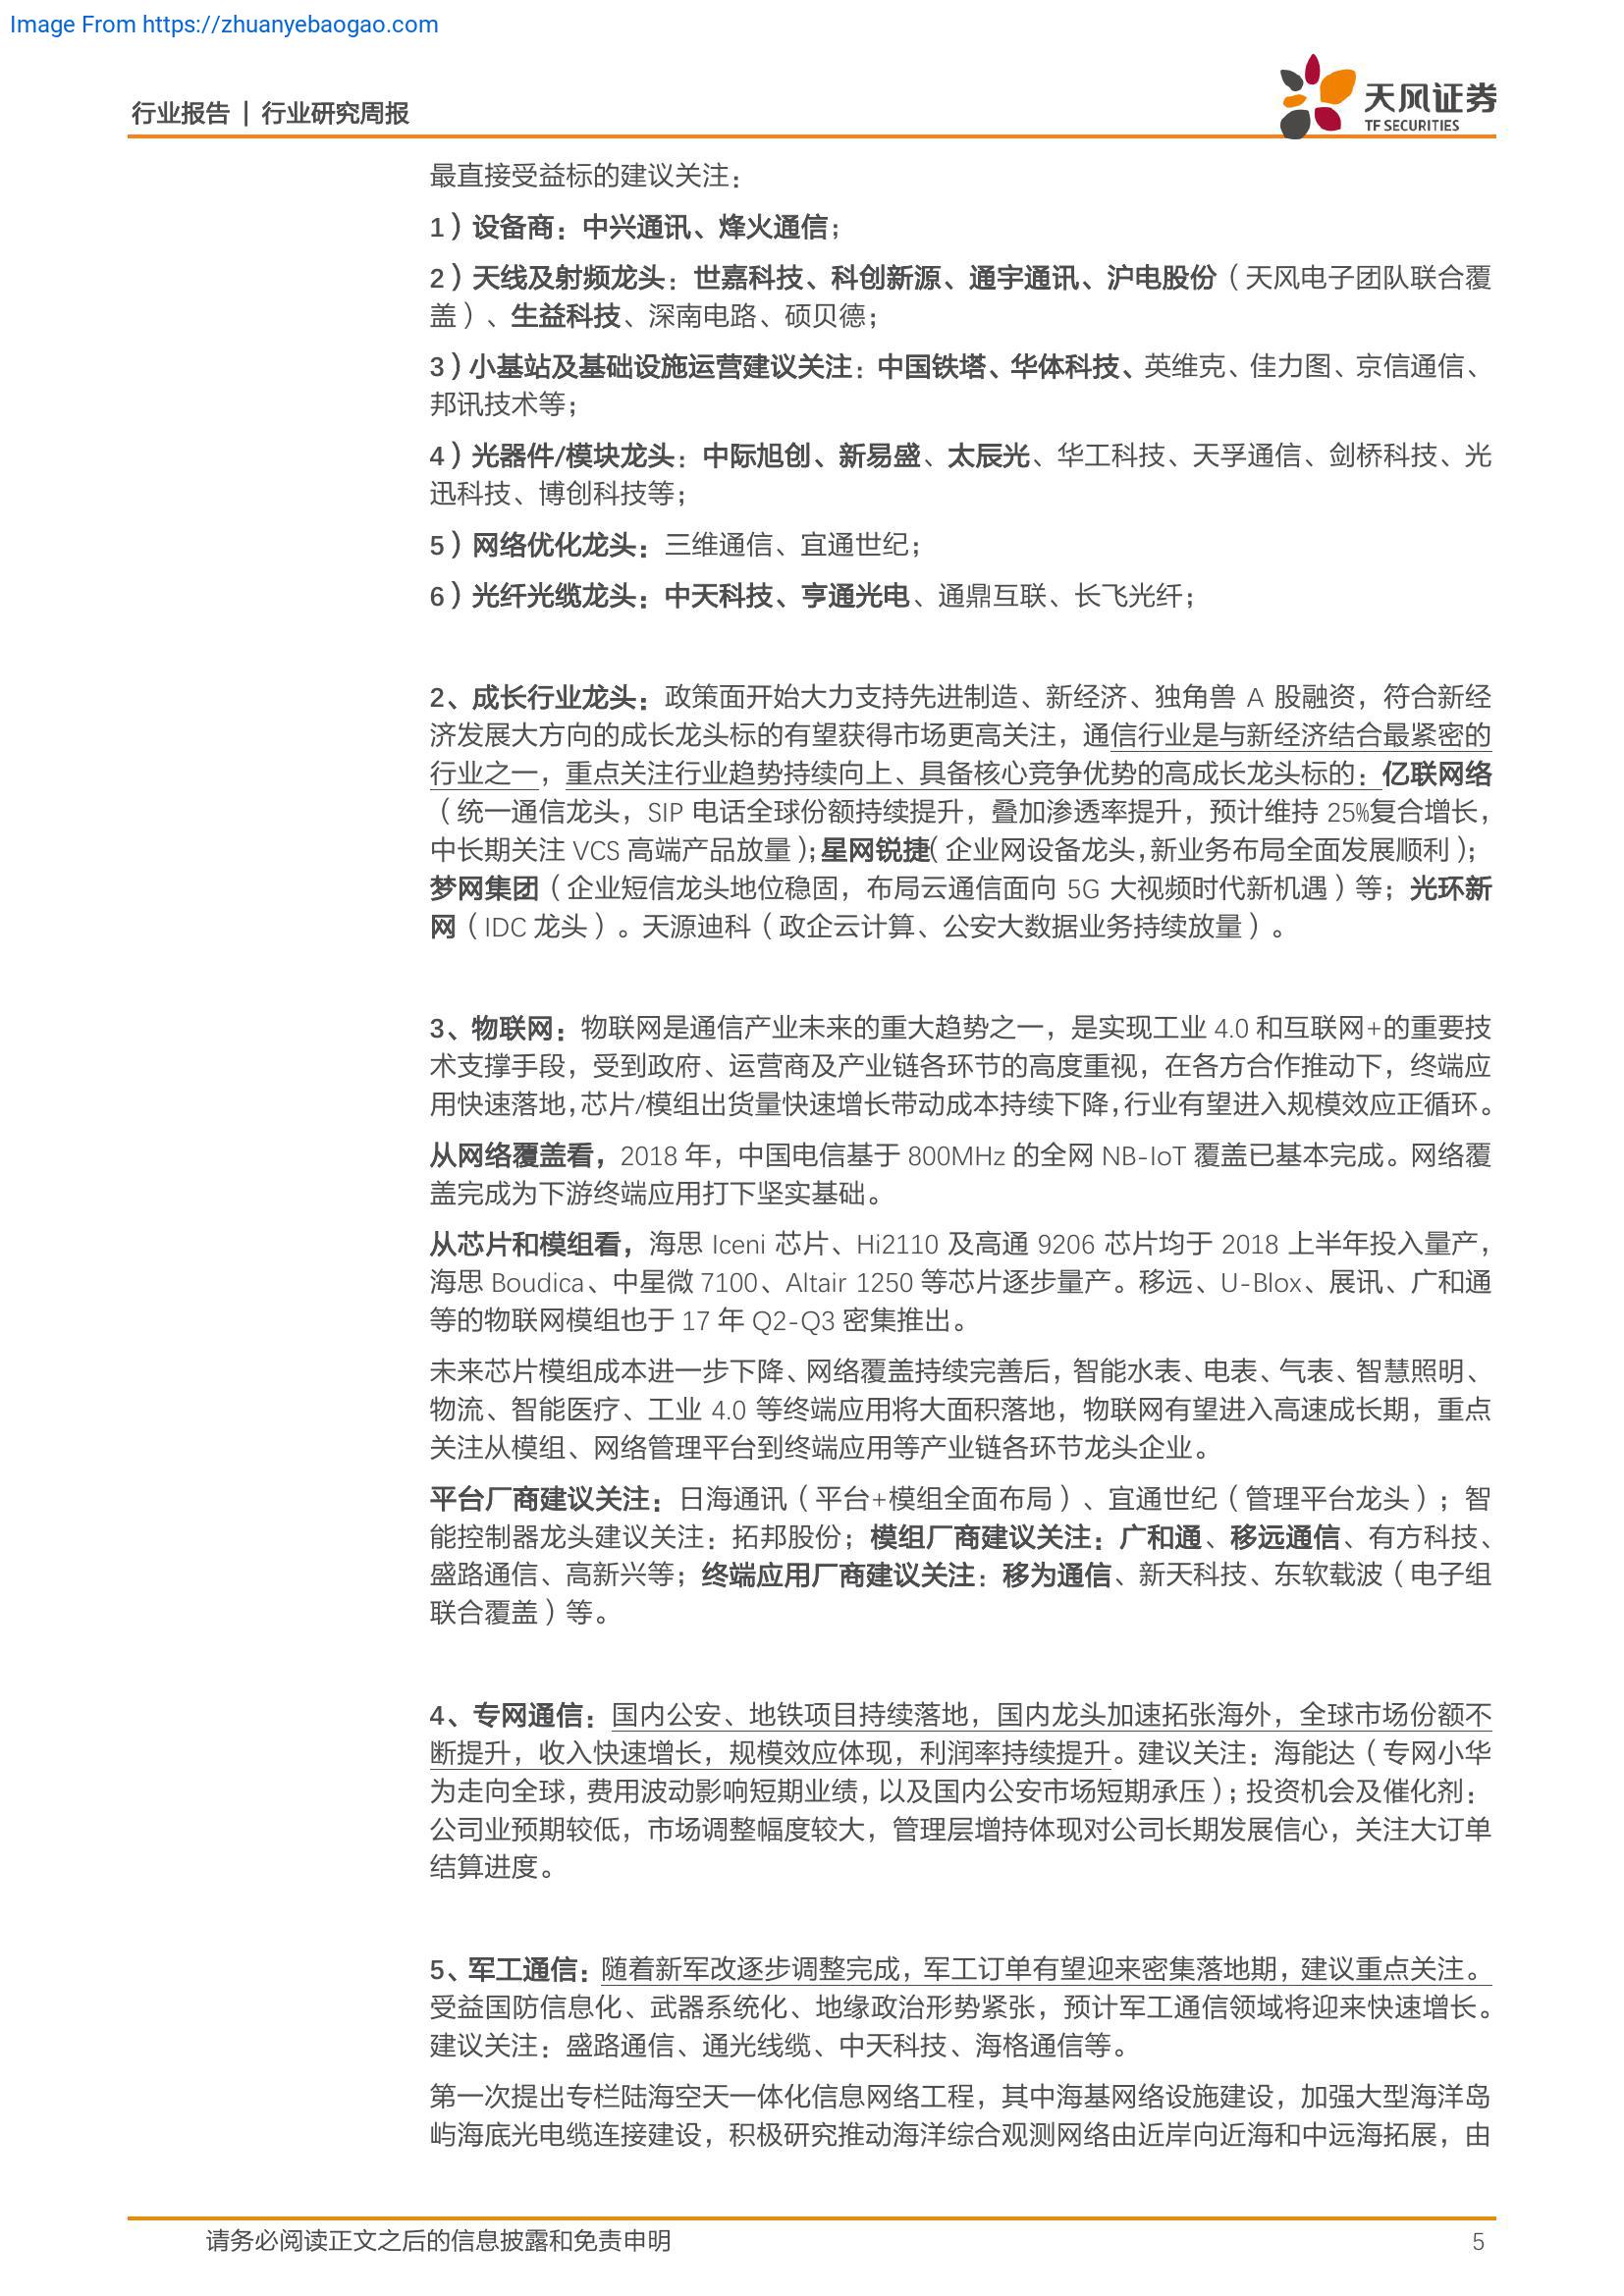 Image From https://zhuanyebaogao.com
行业报告 | 行业研究周报
天风证券
TF SECURITIES
最直接受益标的建议关注：
1）设备商：中兴通讯、烽火通信；
2）天线及射频龙头：世嘉科技、科创新源、通宇通讯、沪电股份（天风电子团队联合覆
盖）、生益科技、深南电路、硕贝德；
3）小基站及基础设施运营建议关注：中国铁塔、华体科技、英维克、佳力图、京信通信、
邦讯技术等；
4）光器件/模块龙头：中际旭创、新易盛、太辰光、华工科技、天孚通信、剑桥科技、光
迅科技、博创科技等；
5）网络优化龙头：三维通信、宜通世纪；
6）光纤光缆龙头：中天科技、亨通光电、通鼎互联、长飞光纤；
2、成长行业龙头：政策面开始大力支持先进制造、新经济、独角兽 A 股融资，符合新经
济发展大方向的成长龙头标的有望获得市场更高关注，通信行业是与新经济结合最紧密的
行业之一，重点关注行业趋势持续向上、具备核心竞争优势的高成长龙头标的：亿联网络
（统一通信龙头，SIP 电话全球份额持续提升，叠加渗透率提升，预计维持 25%复合增长，
中长期关注 VCS 高端产品放量）；星网锐捷（企业网设备龙头，新业务布局全面发展顺利）；
梦网集团（企业短信龙头地位稳固，布局云通信面向 5G 大视频时代新机遇）等；光环新
网（IDC 龙头）。天源迪科（政企云计算、公安大数据业务持续放量）。
3、物联网：物联网是通信产业未来的重大趋势之一，是实现工业 4.0 和互联网+的重要技
术支撑手段，受到政府、运营商及产业链各环节的高度重视，在各方合作推动下，终端应
用快速落地，芯片/模组出货量快速增长带动成本持续下降，行业有望进入规模效应正循环。
从网络覆盖看，2018 年，中国电信基于 800MHz 的全网 NB-IoT 覆盖已基本完成。网络覆
盖完成为下游终端应用打下坚实基础。
从芯片和模组看，海思 Iceni 芯片、Hi2110 及高通 9206 芯片均于 2018 上半年投入量产，
海思 Boudica、中星微 7100、Altair 1250 等芯片逐步量产。移远、U-Blox、展讯、广和通
等的物联网模组也于 17 年 Q2-Q3 密集推出。
未来芯片模组成本进一步下降、网络覆盖持续完善后，智能水表、电表、气表、智慧照明、
物流、智能医疗、工业 4.0 等终端应用将大面积落地，物联网有望进入高速成长期，重点
关注从模组、网络管理平台到终端应用等产业链各环节龙头企业。
平台厂商建议关注：日海通讯（平台+模组全面布局）、宜通世纪（管理平台龙头）；智
能控制器龙头建议关注：拓邦股份；模组厂商建议关注：广和通、移远通信、有方科技、
盛路通信、高新兴等；终端应用厂商建议关注：移为通信、新天科技、东软载波（电子组
联合覆盖）等。
4、专网通信：国内公安、地铁项目持续落地，国内龙头加速拓张海外，全球市场份额不
断提升，收入快速增长，规模效应体现，利润率持续提升。建议关注：海能达（专网小华
为走向全球，费用波动影响短期业绩，以及国内公安市场短期承压）；投资机会及催化剂：
公司业预期较低，市场调整幅度较大，管理层增持体现对公司长期发展信心，关注大订单
结算进度。
5、军工通信：随着新军改逐步调整完成，军工订单有望迎来密集落地期，建议重点关注。
受益国防信息化、武器系统化、地缘政治形势紧张，预计军工通信领域将迎来快速增长。
建议关注：盛路通信、通光线缆、中天科技、海格通信等。
第一次提出专栏陆海空天一体化信息网络工程，其中海基网络设施建设，加强大型海洋岛
屿海底光电缆连接建设，积极研究推动海洋综合观测网络由近岸向近海和中远海拓展，由
请务必阅读正文之后的信息披露和免责申明
5